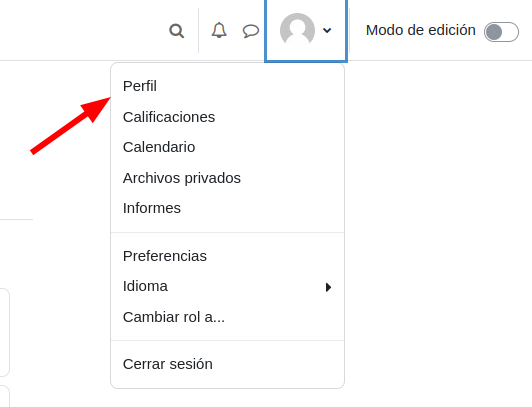 Modo de edición
Perfil
Calificaciones
Calendario
Archivos privados
Informes
Preferencias
Idioma
Cambiar rol a...
Cerrar sesión